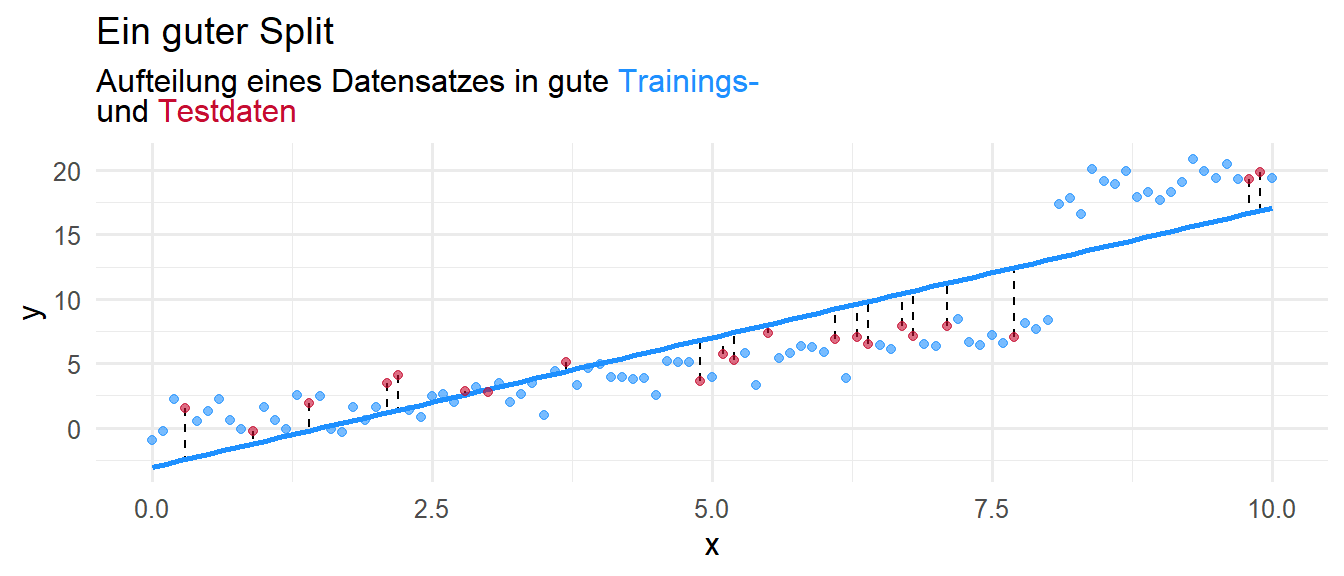 Ein guter Split
Aufteilung eines Datensatzes in gute Trainings-
und Testdaten
20
15
10
5
0
y
0.0 2.5 5.0 7.5 10.0
x